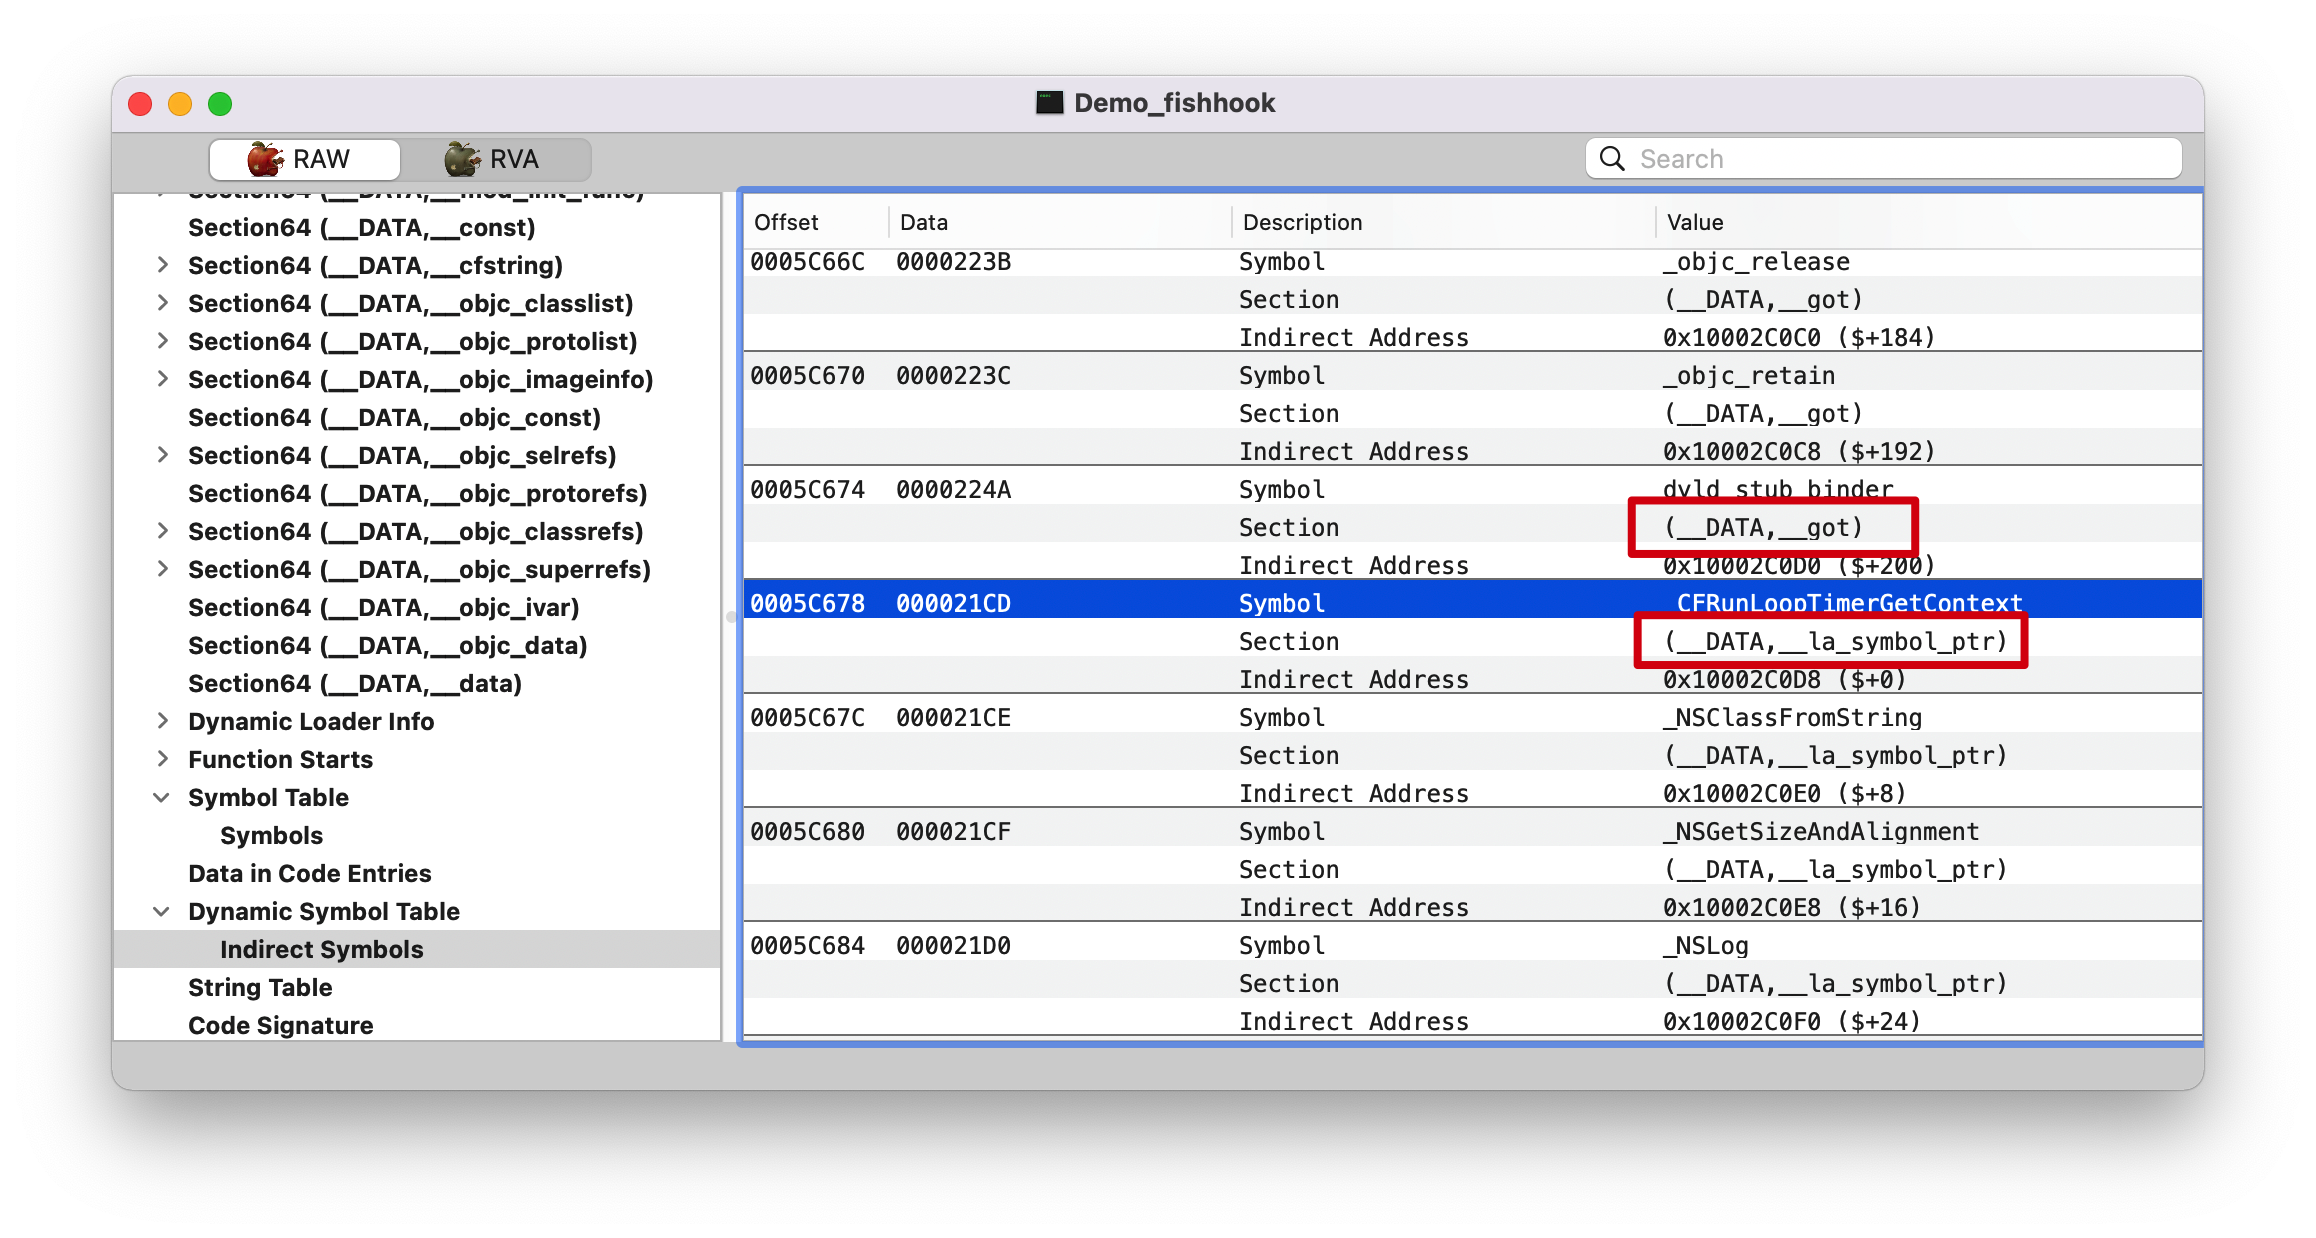 Demo_fishhook
RAW
RVA
Search
Section64 (__DATA,__mod_init_func)
Section64 (__DATA,__const)
Section64 (__DATA,__cfstring)
Section64 (__DATA,__objc_classlist)
Section64 (__DATA,__objc_protolist)
Section64 (__DATA,__objc_imageinfo)
Section64 (__DATA,__objc_const)
Section64 (__DATA,__objc_selrefs)
Section64 (__DATA,__objc_protorefs)
Section64 (__DATA,__objc_classrefs)
Section64 (__DATA,__objc_superrefs)
Section64 (__DATA,__objc_ivar)
Section64 (__DATA,__objc_data)
Section64 (__DATA,__data)
Dynamic Loader Info
Function Starts
Symbol Table
Symbols
Data in Code Entries
Dynamic Symbol Table
Indirect Symbols
String Table
Code Signature
Offset Data Description Value
0005C66C 0000223B Symbol _objc_release
Section (__DATA,__got)
Indirect Address 0x10002C0C0 ($+184)
0005C670 0000223C Symbol _objc_retain
Section (__DATA,__got)
Indirect Address 0x10002C0C8 ($+192)
0005C674 0000224A Symbol dyld_stub_binder
Section (__DATA,__got)
Indirect Address 0x10002C0D0 ($+200)
0005C678 000021CD Symbol _CFRunLoopTimerGetContext
Section (__DATA,__la_symbol_ptr)
Indirect Address 0x10002C0D8 ($+0)
0005C67C 000021CE Symbol _NSClassFromString
Section (__DATA,__la_symbol_ptr)
Indirect Address 0x10002C0E0 ($+8)
0005C680 000021CF Symbol _NSGetSizeAndAlignment
Section (__DATA,__la_symbol_ptr)
Indirect Address 0x10002C0E8 ($+16)
0005C684 000021D0 Symbol _NSLog
Section (__DATA,__la_symbol_ptr)
Indirect Address 0x10002C0F0 ($+24)